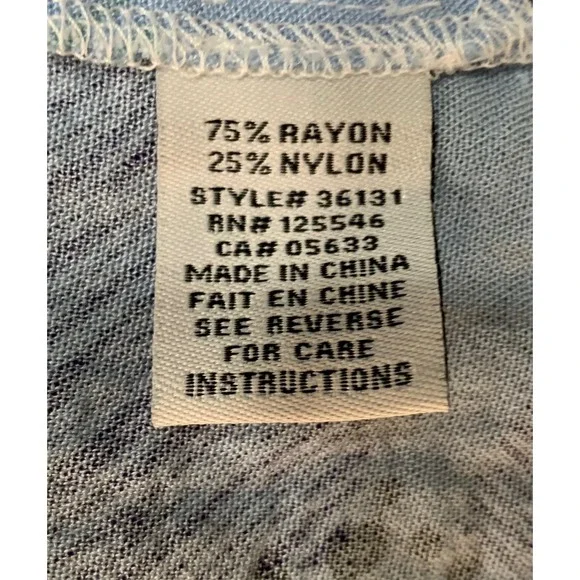 75% RAYON
25% NYLON
STYLE# 36131
RN# 125546
CA# 05633
MADE IN CHINA
FAIT EN CHINE
SEE REVERSE
FOR CARE
INSTRUCTIONS